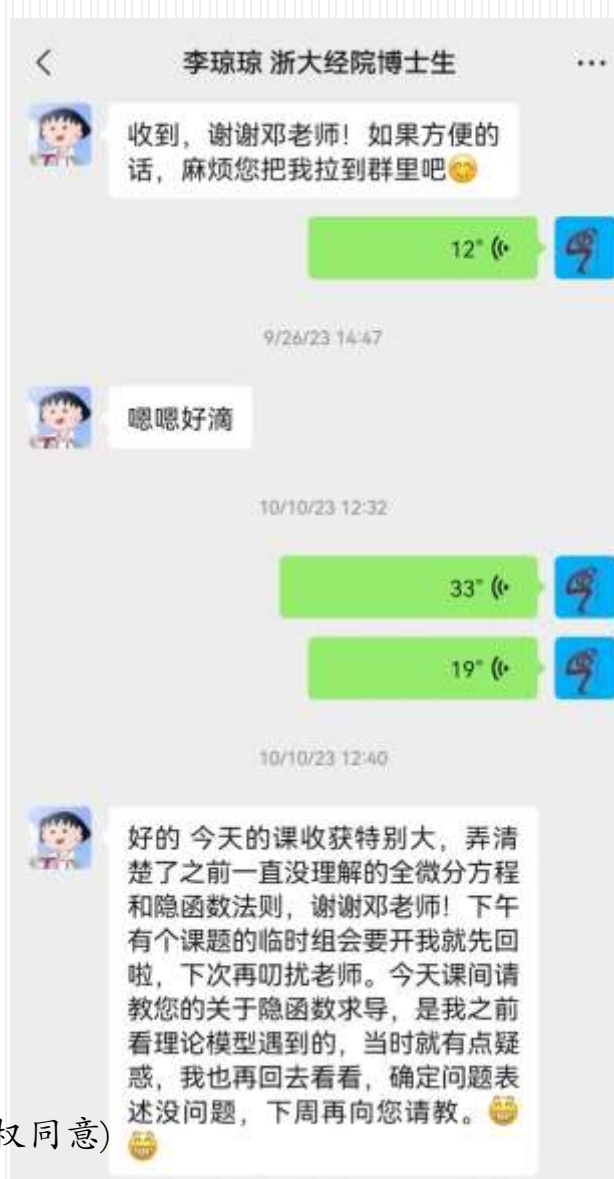 李琼琼 浙大经院博士生
收到，谢谢邓老师！如果方便的
话，麻烦您把我拉到群里吧😊
12"
9/26/23 14:47
嗯嗯好滴
10/10/23 12:32
33"
19"
10/10/23 12:40
好的 今天的课收获特别大，弄清
楚了之前一直没理解的全微分方程
和隐函数法则，谢谢邓老师！下午
有个课题的临时组会要开我就先回
啦，下次再叨扰老师。今天课间请
教您的关于隐函数求导，是我之前
看理论模型遇到的，当时就有点疑
惑，我也再回去看看，确定问题表
述没问题，下周再向您请教。😁
😁
权同意)